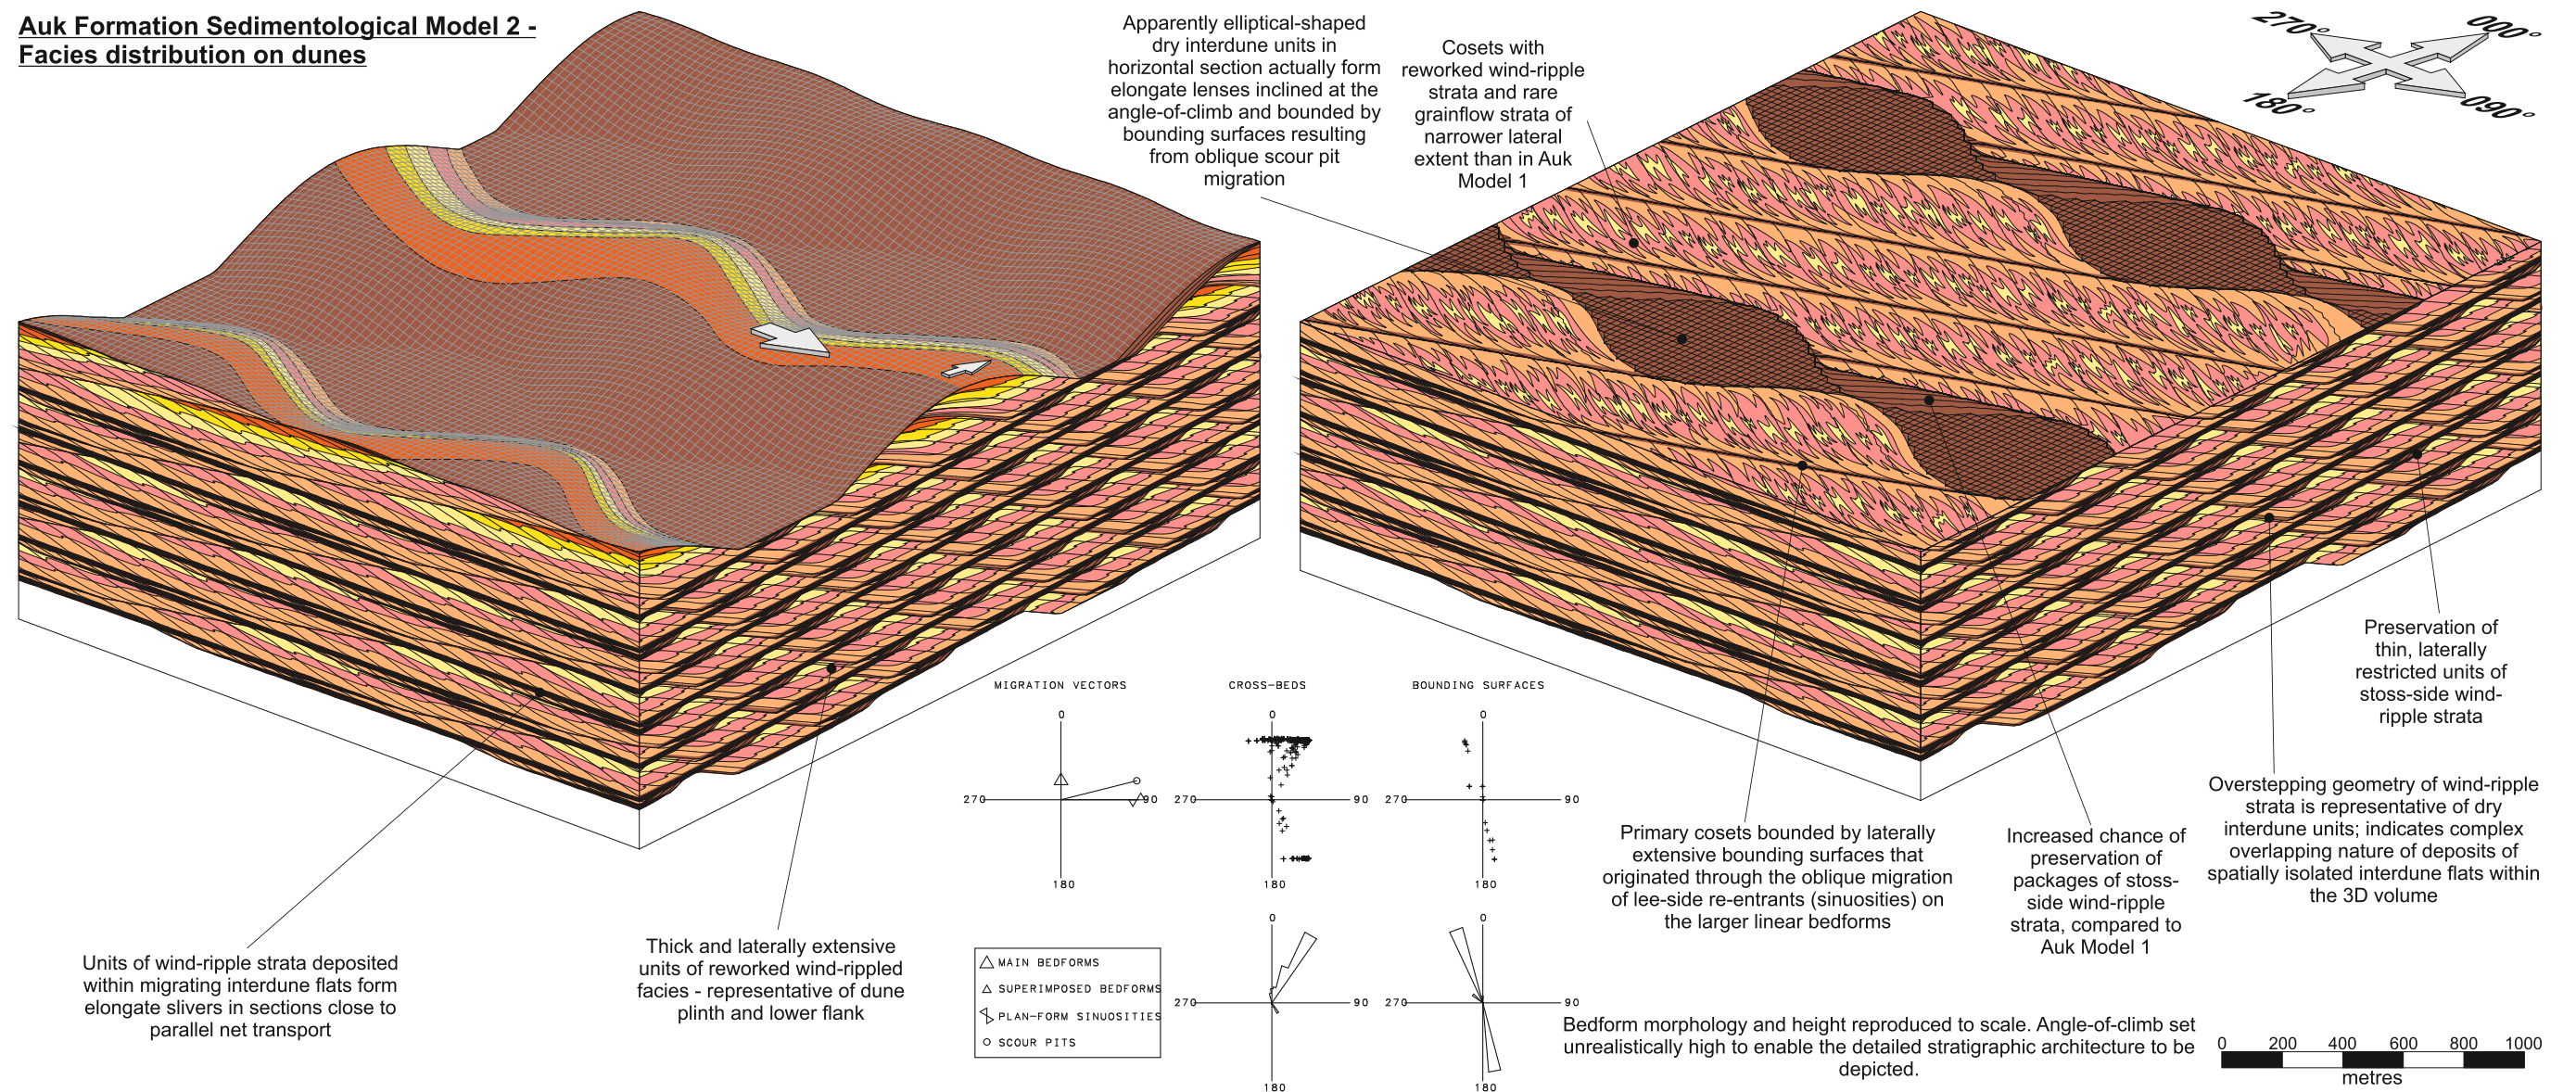 Auk Formation Sedimentological Model 2 -
Facies distribution on dunes
Apparently elliptical-shaped
dry interdune units in
horizontal section actually form
elongate lenses inclined at the
angle-of-climb and bounded by
bounding surfaces resulting
from oblique scour pit
migration
Cosets with
reworked wind-ripple
strata and rare
grainflow strata of
narrower lateral
extent than in Auk
Model 1
270°
000°
180°
090°
Preservation of
thin, laterally
restricted units of
stoss-side wind-
ripple strata
MIGRATION VECTORS
CROSS-BEDS
BOUNDING SURFACES
0
0
0
270
90
270
90
270
90
180
180
180
0
0
270
90
270
90
180
180
Overstepping geometry of wind-ripple
strata is representative of dry
interdune units; indicates complex
overlapping nature of deposits of
spatially isolated interdune flats within
the 3D volume
Primary cosets bounded by laterally
extensive bounding surfaces that
originated through the oblique migration
of lee-side re-entrants (sinuosities) on
the larger linear bedforms
Increased chance of
preservation of
packages of stoss-
side wind-ripple
strata, compared to
Auk Model 1
Units of wind-ripple strata deposited
within migrating interdune flats form
elongate slivers in sections close to
parallel net transport
Thick and laterally extensive
units of reworked wind-rippled
facies - representative of dune
plinth and lower flank
MAIN BEDFORMS
SUPERIMPOSED BEDFORMS
PLAN-FORM SINUOSITIES
SCOUR PITS
Bedform morphology and height reproduced to scale. Angle-of-climb set
unrealistically high to enable the detailed stratigraphic architecture to be
depicted.
0 200 400 600 800 1000
metres